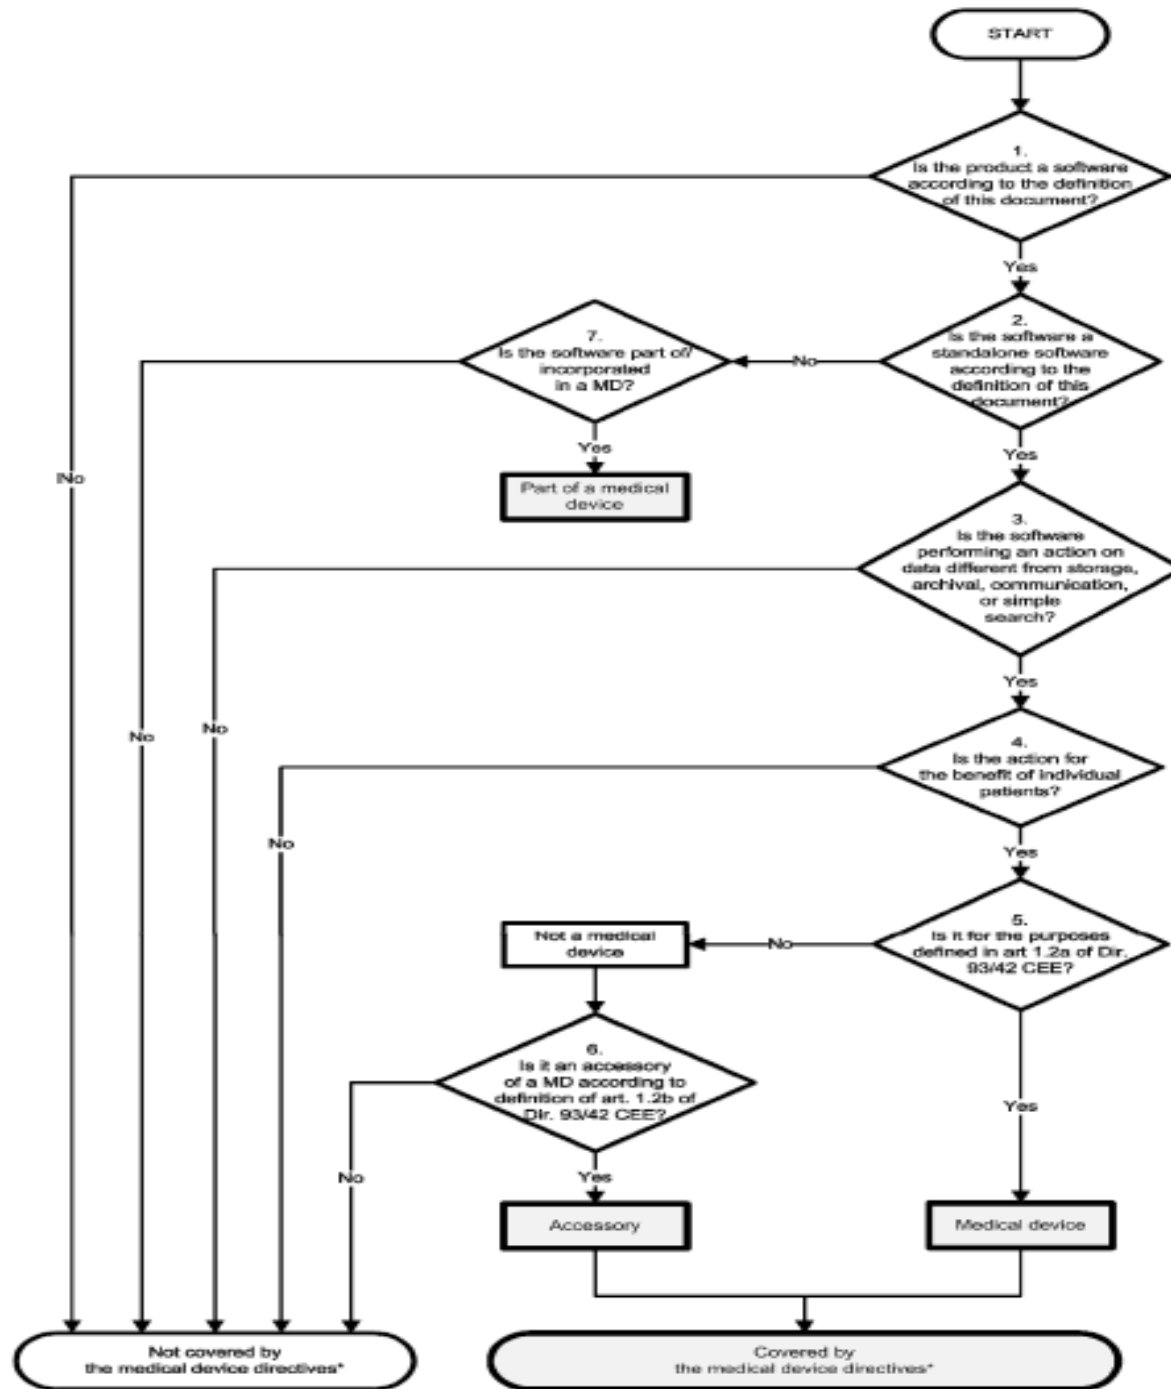 START
1.
Is the product a software
according to the definition
of this document?
Yes
2.
Is the software a
standalone software
according to the
definition of this
document?
No
7.
Is the software part of/
incorporated
in a MD?
Yes
Part of a medical
device
Yes
No
3.
Is the software
performing an action on
data different from storage,
archival, communication,
or simple
search?
Yes
No
No
4.
Is the action for
the benefit of individual
patients?
No
Yes
5.
Is it for the purposes
defined in art 1.2a of Dir.
93/42 CEE?
No
Not a medical
device
6.
Is it an accessory
of a MD according to
definition of art. 1.2b of
Dir. 93/42 CEE?
Yes
No
Yes
Accessory
Medical device
Not covered by
the medical device directives*
Covered by
the medical device directives*